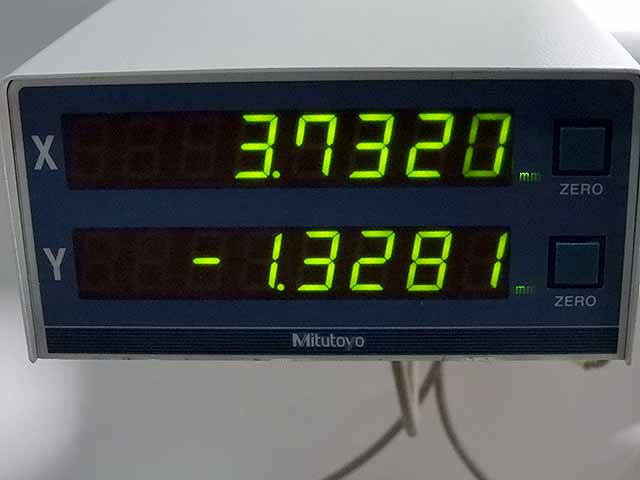 X 3.7320 mm
ZERO
Y -1.3281 mm
ZERO
Mitutoyo